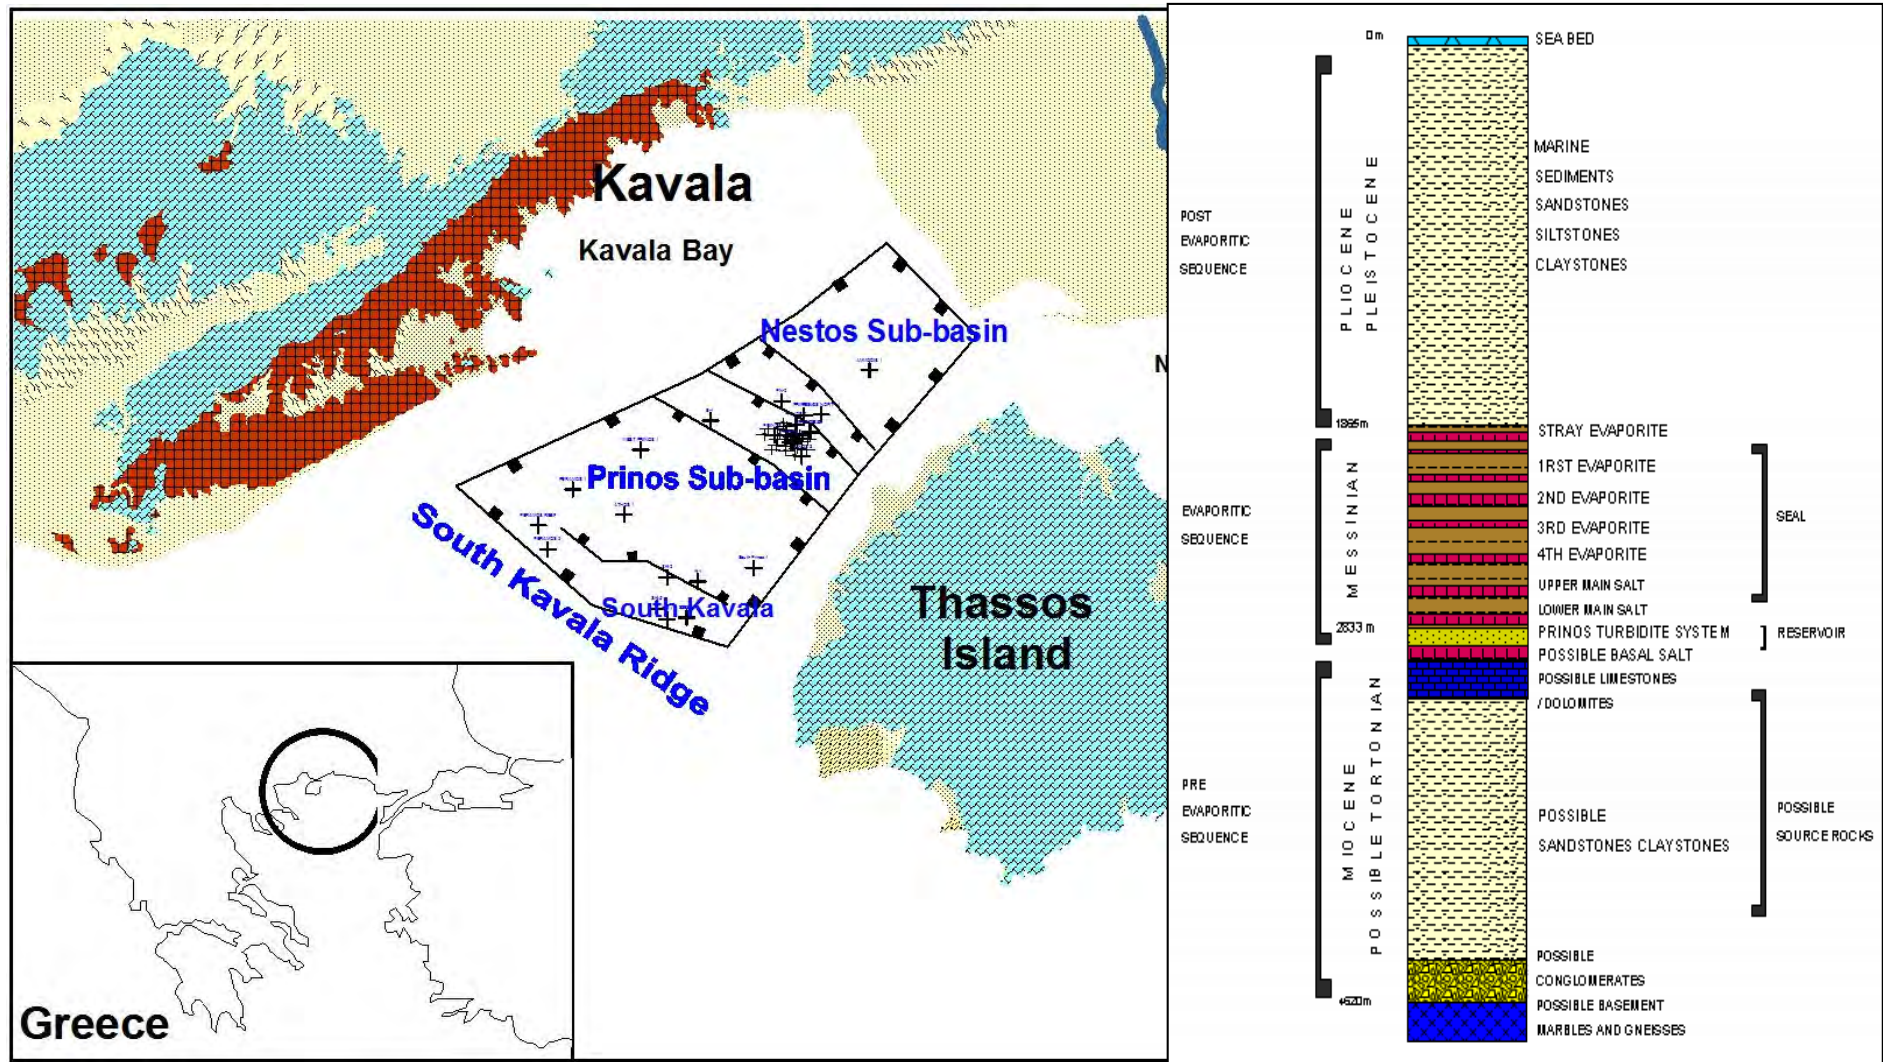 Kavala
Kavala Bay
Nestos Sub-basin
Prinos Sub-basin
South Kavala Ridge
South Kavala
Thassos
Island
N
Greece
0m
SEA BED
POST
EVAPORITIC
SEQUENCE
PLIOCENE
PLEISTOCENE
MARINE
SEDIMENTS
SANDSTONES
SILTSTONES
CLAYSTONES
EVAPORITIC
SEQUENCE
MESSINIAN
2833 m
STRAY EVAPORITE
1RST EVAPORITE
2ND EVAPORITE
3RD EVAPORITE
4TH EVAPORITE
UPPER MAIN SALT
LOWER MAIN SALT
PRINOS TURBIDITE SYSTEM
POSSIBLE BASAL SALT
SEAL
RESERVOIR
PRE
EVAPORITIC
SEQUENCE
MIOCENE
POSSIBLE TORTONIAN
POSSIBLE LIMESTONES
/DOLOMITES
POSSIBLE
SANDSTONES CLAYSTONES
POSSIBLE
SOURCE ROCKS
POSSIBLE
CONGLOMERATES
POSSIBLE BASEMENT
MARBLES AND GNEISSES